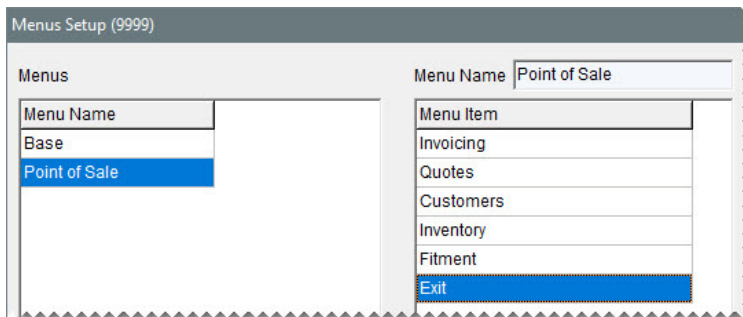 Menus Setup (9999)
Menus
Menu Name Point of Sale
Menu Name
Base
Point of Sale
Menu Item
Invoicing
Quotes
Customers
Inventory
Fitment
Exit